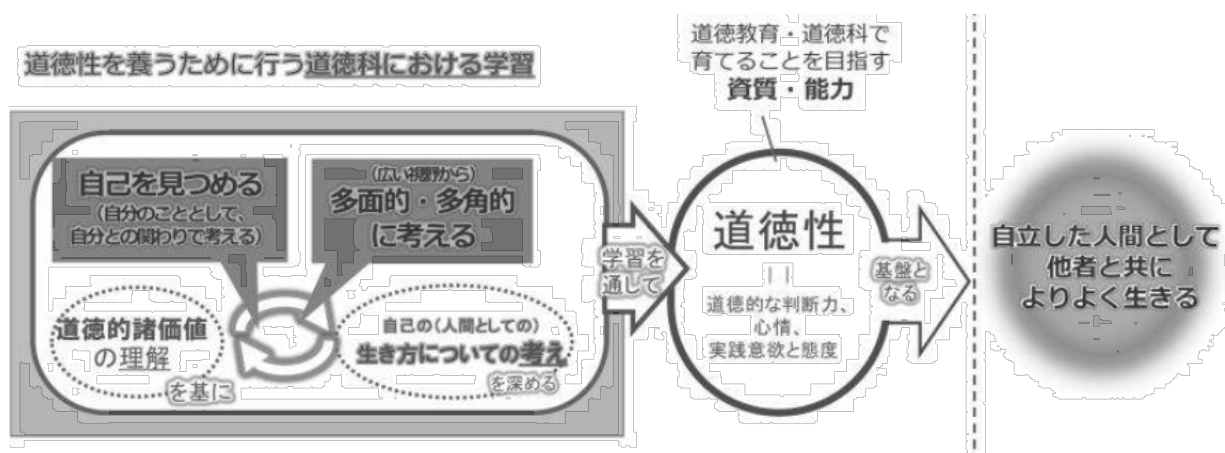 道徳性を養うために行う道徳科における学習
自己を見つめる
(自分のこととして、
自分との関わりで考える)
(広い視野から)
多面的・多角的
に考える
道徳的諸価値
の理解
を基に
自己の(人間としての)
生き方についての考え
を深める
学習を
通して
道徳教育・道徳科で
育てることを目指す
資質・能力
道徳性
||
道徳的な判断力、
心情、
実践意欲と態度
基盤と
なる
自立した人間として
他者と共に
よりよく生きる